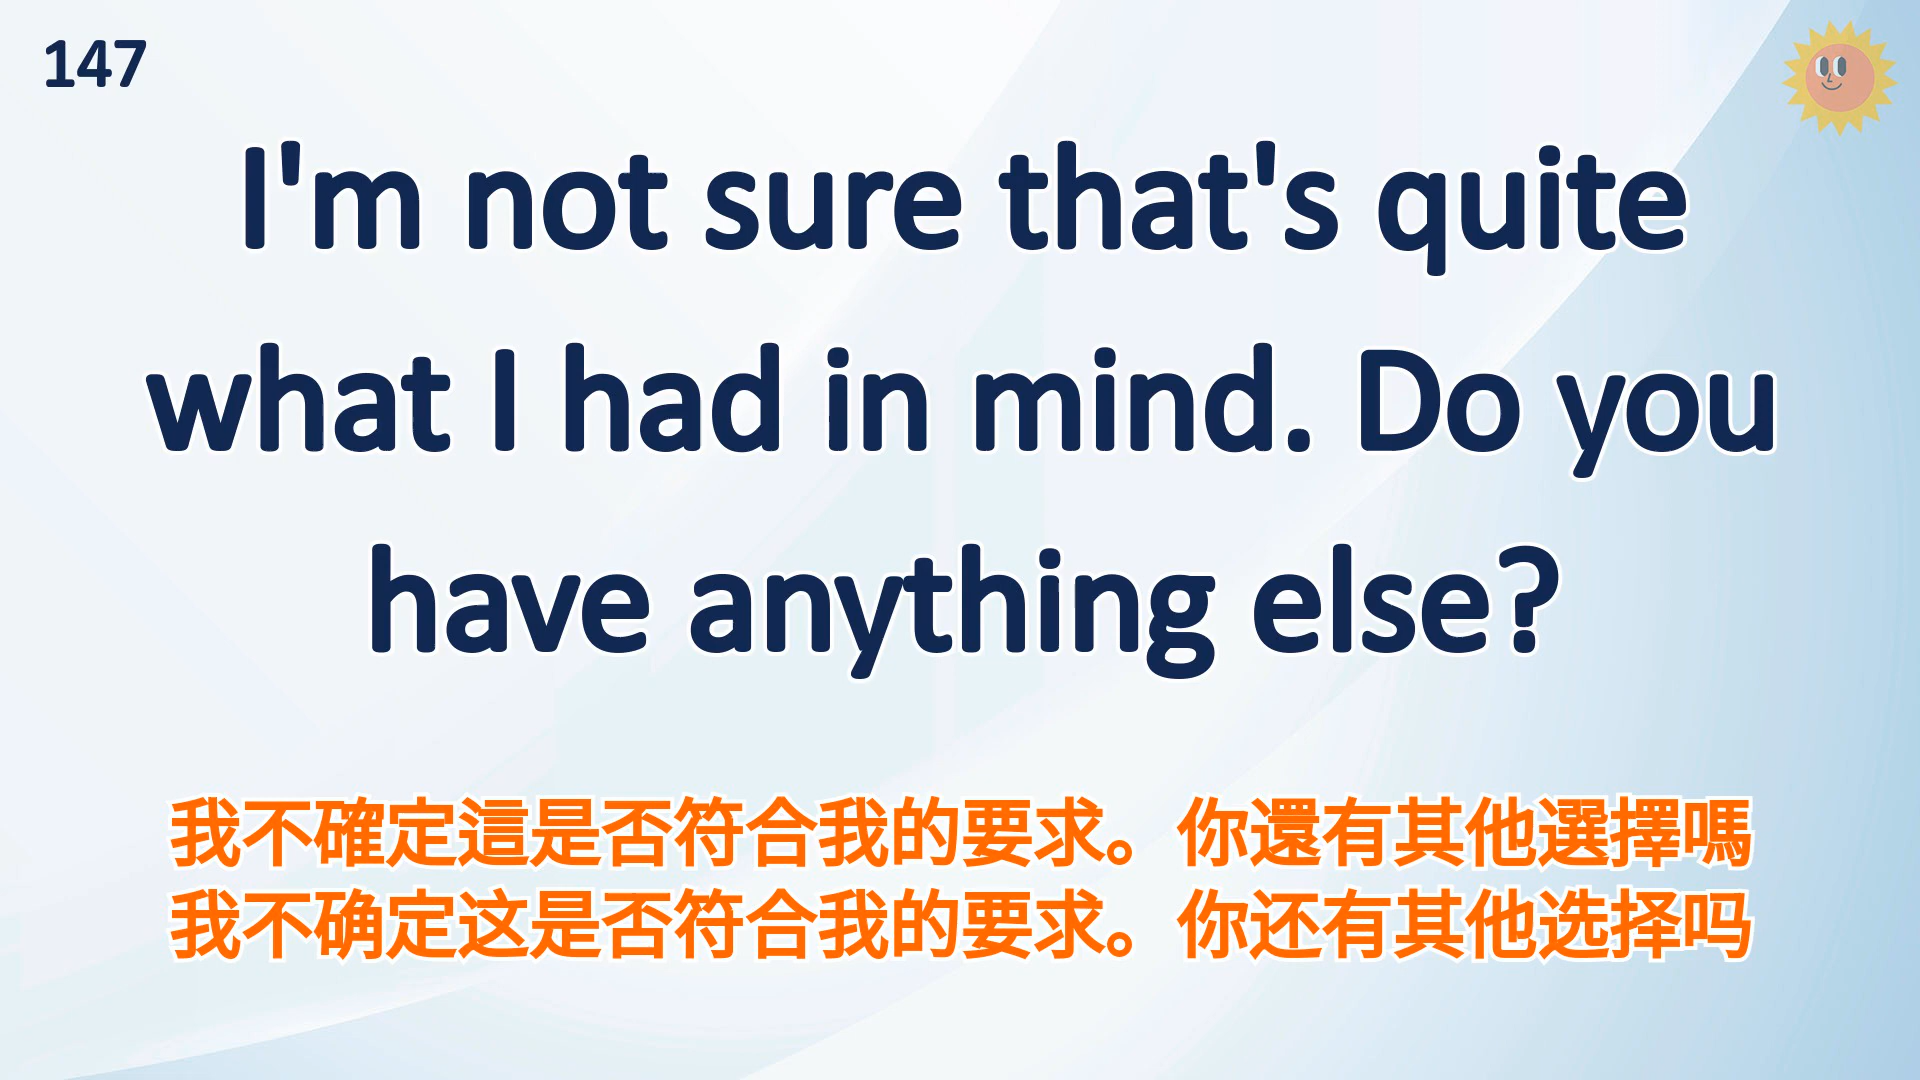 147
I'm not sure that's quite
what I had in mind. Do you
have anything else?
我不確定這是否符合我的要求。你還有其他選擇嗎
我不确定这是否符合我的要求。你还有其他选择吗